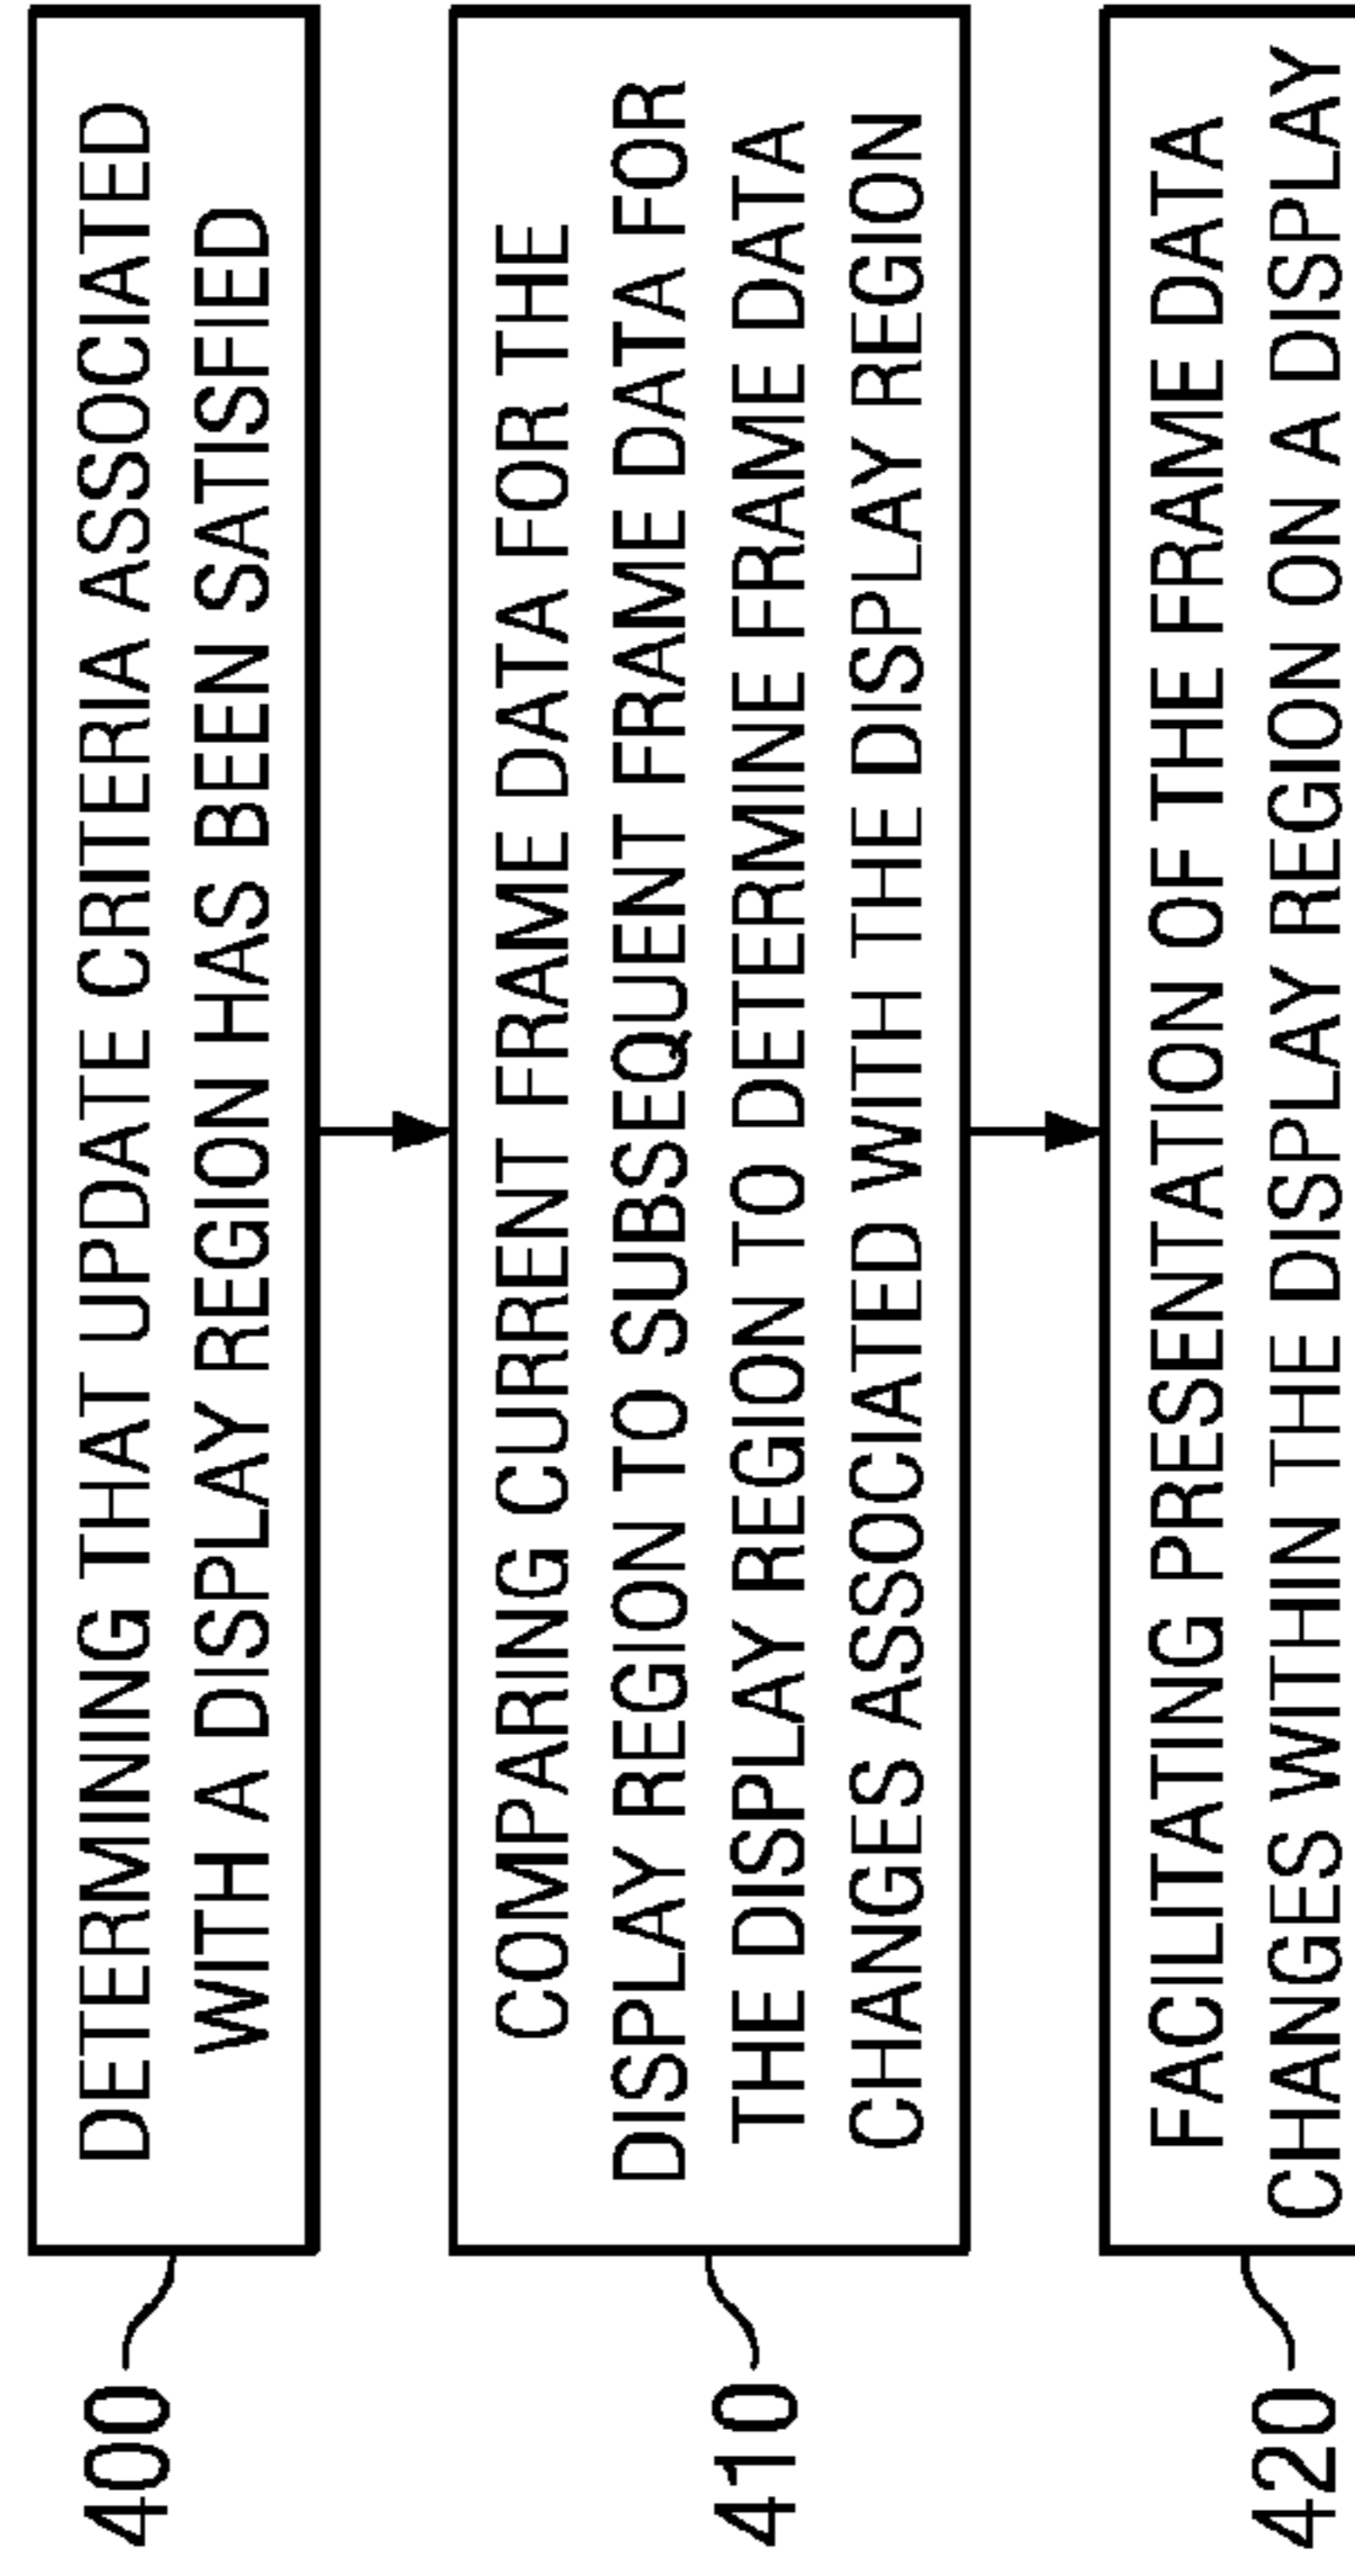 400
DETERMINING THAT UPDATE CRITERIA ASSOCIATED
WITH A DISPLAY REGION HAS BEEN SATISFIED
410
COMPARING CURRENT FRAME DATA FOR THE
DISPLAY REGION TO SUBSEQUENT FRAME DATA FOR
THE DISPLAY REGION TO DETERMINE FRAME DATA
CHANGES ASSOCIATED WITH THE DISPLAY REGION
420
FACILITATING PRESENTATION OF THE FRAME DATA
CHANGES WITHIN THE DISPLAY REGION ON A DISPLAY